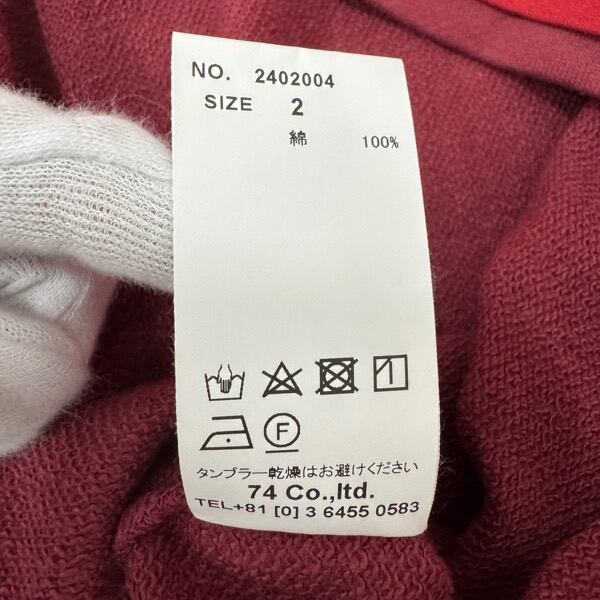 NO. 2402004
SIZE 2
綿 100%
F
タンブラー乾燥はお避けください
74 Co.,ltd.
TEL+81 [0] 3 6455 0583